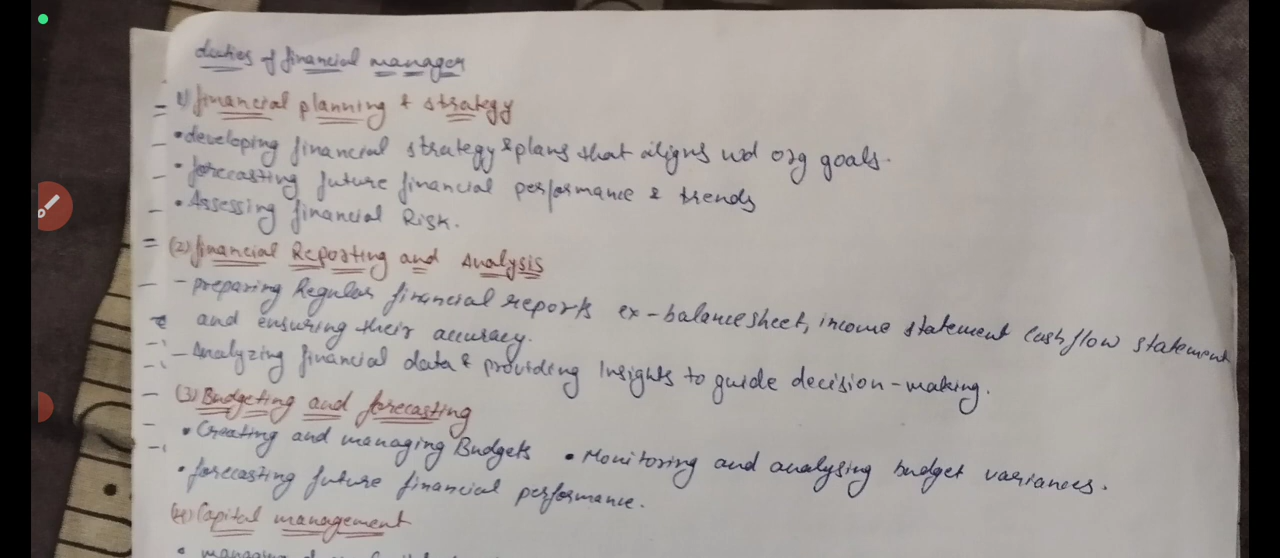 duties of financial manager
1) financial planning & strategy
• developing financial strategy & plans that aligns wd org goals.
• forecasting future financial performance & trends
• Assessing financial Risk.
(2) financial Reporting and Analysis
- preparing Regular financial reports ex - balance sheet, income statement cash flow statement
and ensuring their accuracy.
- Analyzing financial data & providing Insights to guide decision-making.
(3) Budgeting and forecasting
• Creating and managing Budgets • Monitoring and analysing budget variances.
• forecasting future financial performance.
(4) Capital management
• managing